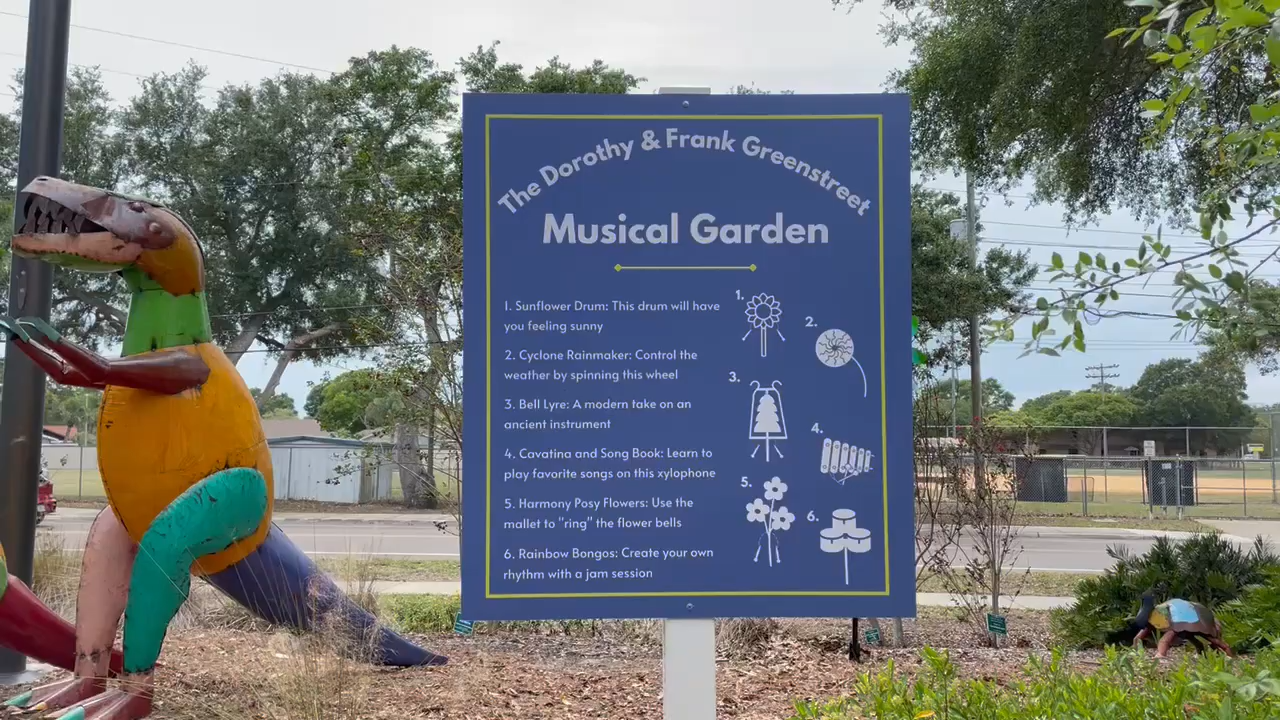 The Dorothy & Frank Greenstreet
Musical Garden
1. Sunflower Drum: This drum will have
you feeling sunny
2. Cyclone Rainmaker: Control the
weather by spinning this wheel
3. Bell Lyre: A modern take on an
ancient instrument
4. Cavatina and Song Book: Learn to
play favorite songs on this xylophone
5. Harmony Posy Flowers: Use the
mallet to "ring" the flower bells
6. Rainbow Bongos: Create your own
rhythm with a jam session
1.
2.
3.
4.
5.
6.